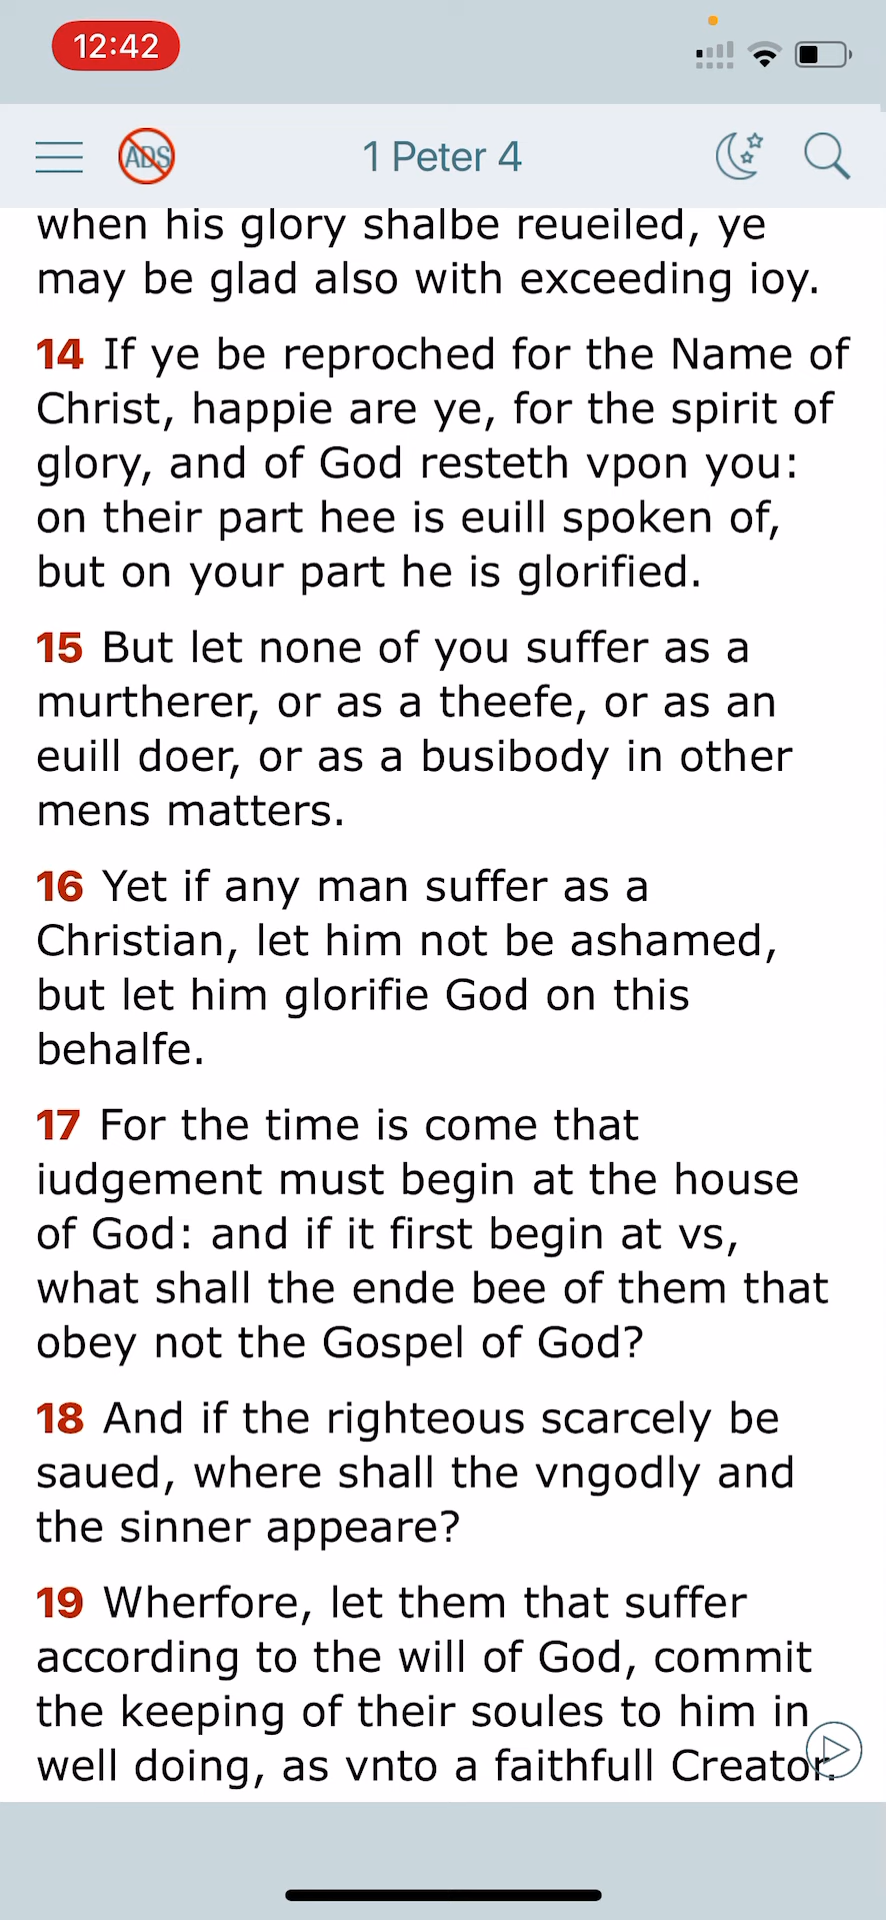 12:42
ADS
1 Peter 4
when his glory shalbe reueiled, ye
may be glad also with exceeding ioy.
14 If ye be reproched for the Name of
Christ, happie are ye, for the spirit of
glory, and of God resteth vpon you:
on their part hee is euill spoken of,
but on your part he is glorified.
15 But let none of you suffer as a
murtherer, or as a theefe, or as an
euill doer, or as a busibody in other
mens matters.
16 Yet if any man suffer as a
Christian, let him not be ashamed,
but let him glorifie God on this
behalfe.
17 For the time is come that
iudgement must begin at the house
of God: and if it first begin at vs,
what shall the ende bee of them that
obey not the Gospel of God?
18 And if the righteous scarcely be
saued, where shall the vngodly and
the sinner appeare?
19 Wherfore, let them that suffer
according to the will of God, commit
the keeping of their soules to him in
well doing, as vnto a faithfull Creator.